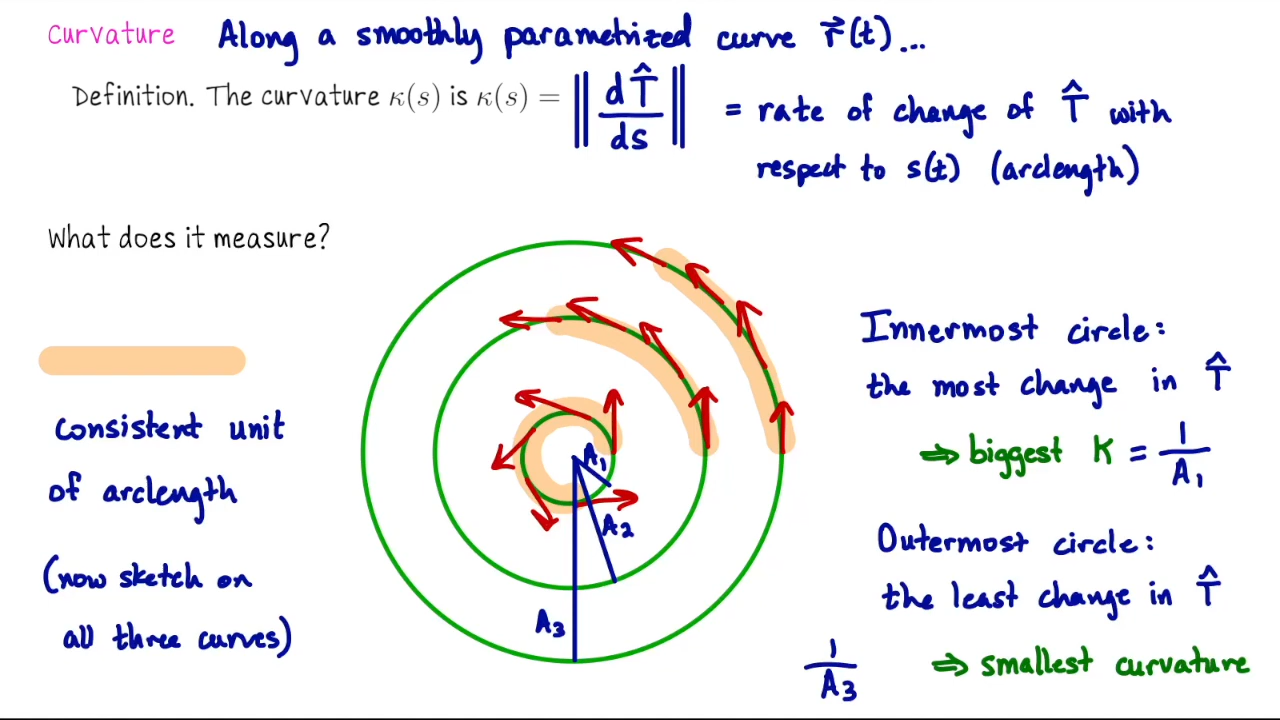 Curvature Along a smoothly parametrized curve r⃗(t)...
Definition. The curvature κ(s) is κ(s) = ‖dT̂/ds‖ = rate of change of T̂ with
respect to s(t) (arclength)
What does it measure?
consistent unit
of arclength
(now sketch on
all three curves)
A₁
A₂
A₃
Innermost circle:
the most change in T̂
⇒ biggest K = 1/A₁
Outermost circle:
the least change in T̂
1/A₃ ⇒ smallest curvature